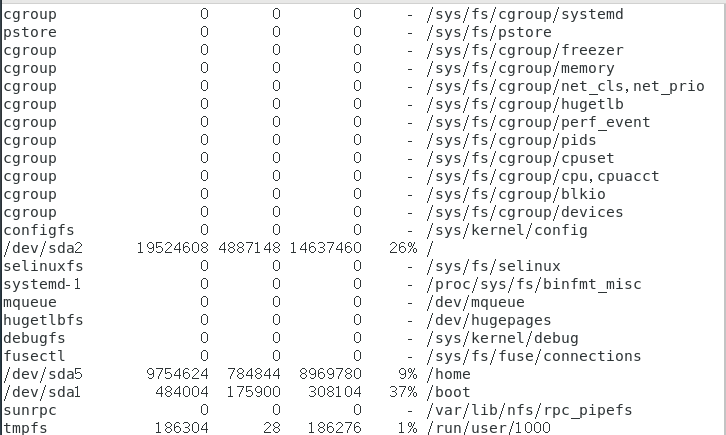 cgroup 0 0 0 - /sys/fs/cgroup/systemd
pstore 0 0 0 - /sys/fs/pstore
cgroup 0 0 0 - /sys/fs/cgroup/freezer
cgroup 0 0 0 - /sys/fs/cgroup/memory
cgroup 0 0 0 - /sys/fs/cgroup/net_cls,net_prio
cgroup 0 0 0 - /sys/fs/cgroup/hugetlb
cgroup 0 0 0 - /sys/fs/cgroup/perf_event
cgroup 0 0 0 - /sys/fs/cgroup/pids
cgroup 0 0 0 - /sys/fs/cgroup/cpuset
cgroup 0 0 0 - /sys/fs/cgroup/cpu,cpuacct
cgroup 0 0 0 - /sys/fs/cgroup/blkio
cgroup 0 0 0 - /sys/fs/cgroup/devices
configfs 0 0 0 - /sys/kernel/config
/dev/sda2 19524608 4887148 14637460 26% /
selinuxfs 0 0 0 - /sys/fs/selinux
systemd-1 0 0 0 - /proc/sys/fs/binfmt_misc
mqueue 0 0 0 - /dev/mqueue
hugetlbfs 0 0 0 - /dev/hugepages
debugfs 0 0 0 - /sys/kernel/debug
fusectl 0 0 0 - /sys/fs/fuse/connections
/dev/sda5 9754624 784844 8969780 9% /home
/dev/sda1 484004 175900 308104 37% /boot
sunrpc 0 0 0 - /var/lib/nfs/rpc_pipefs
tmpfs 186304 28 186276 1% /run/user/1000